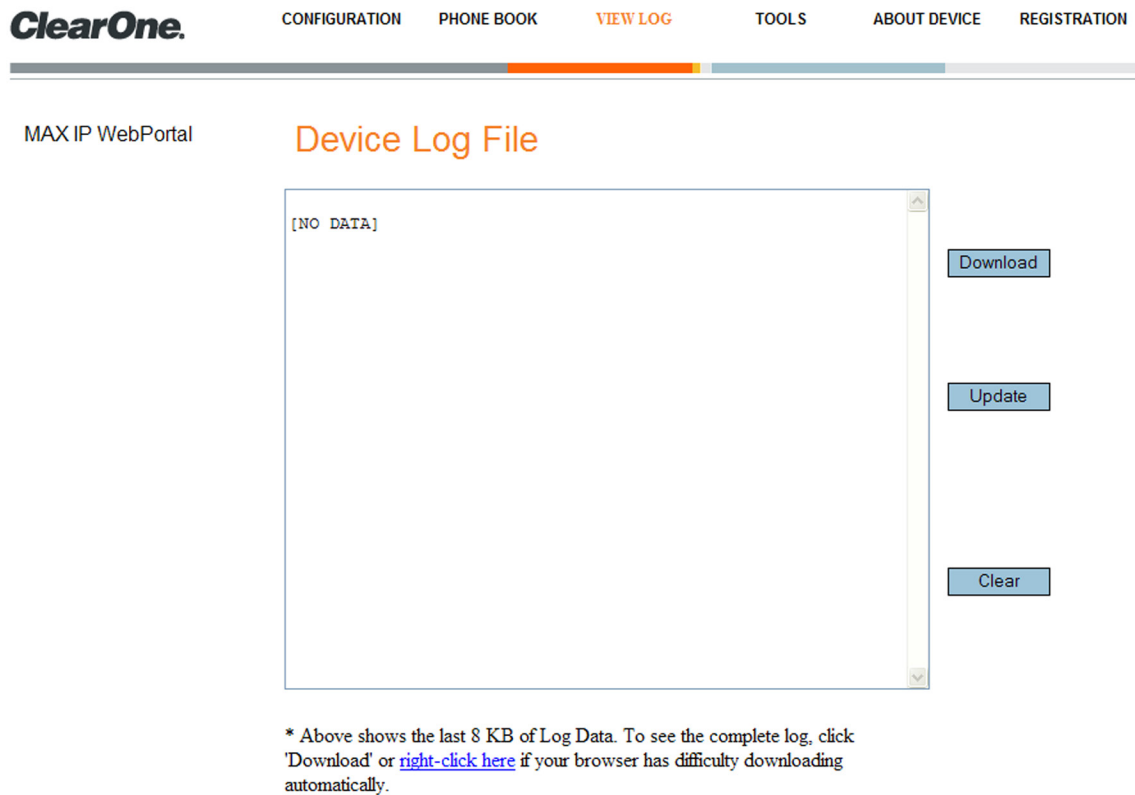 ClearOne.
CONFIGURATION PHONE BOOK VIEW LOG TOOLS ABOUT DEVICE REGISTRATION
MAX IP WebPortal
Device Log File
[NO DATA]
Download
Update
Clear
* Above shows the last 8 KB of Log Data. To see the complete log, click
'Download' or right-click here if your browser has difficulty downloading
automatically.